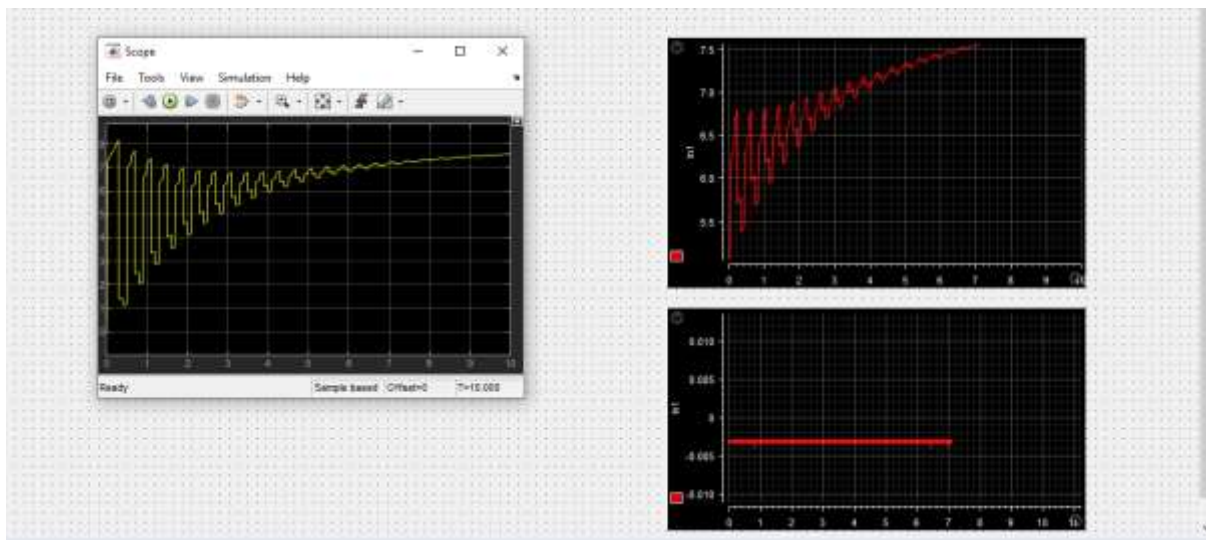 Scope
File Tools View Simulation Help
0 1 2 3 4 5 6 7 8 9 10
Ready
Sample based Offset=0 T=10.000
7.5
7.0
6.5
in1
6.0
5.5
0 1 2 3 4 5 6 7 8 9
0.010
0.005
in1
0
-0.005
-0.010
0 1 2 3 4 5 6 7 8 9 10